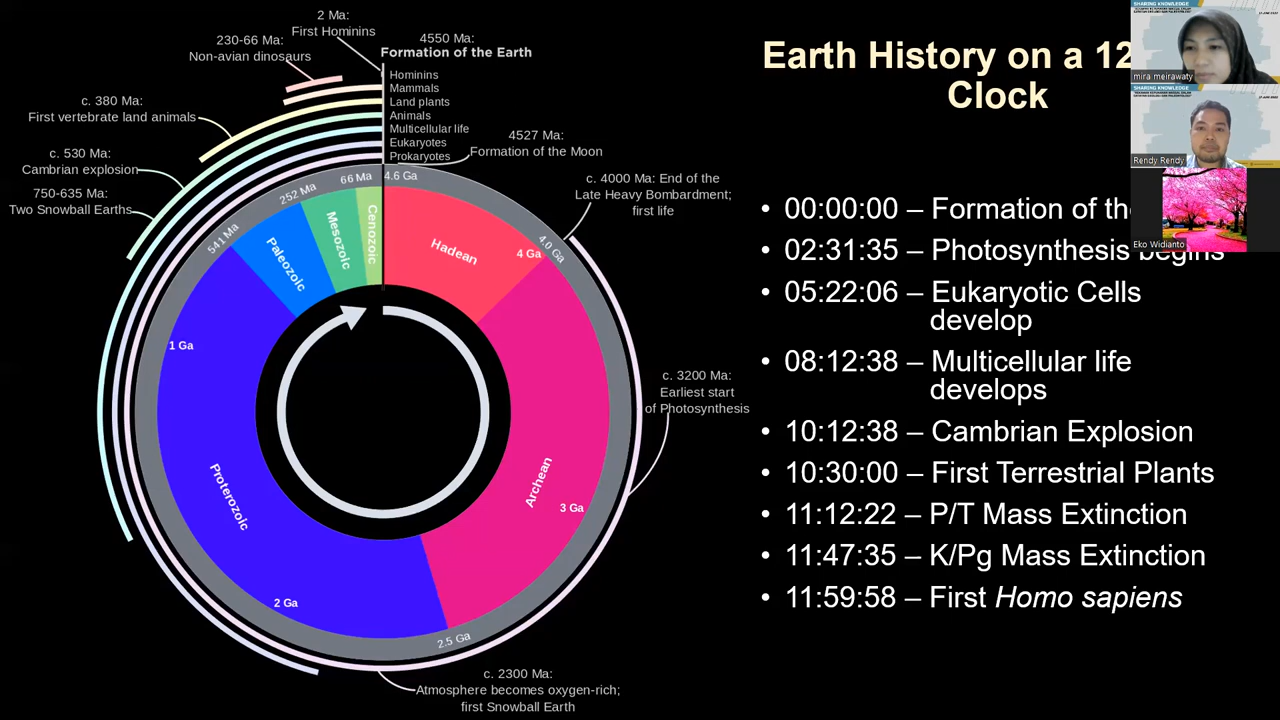 2 Ma:
First Hominins
230-66 Ma:
Non-avian dinosaurs
4550 Ma:
Formation of the Earth
Hominins
Mammals
Land plants
Animals
Multicellular life
Eukaryotes
Prokaryotes
c. 380 Ma:
First vertebrate land animals
c. 530 Ma:
Cambrian explosion
750-635 Ma:
Two Snowball Earths
4527 Ma:
Formation of the Moon
c. 4000 Ma: End of the
Late Heavy Bombardment;
first life
c. 3200 Ma:
Earliest start
of Photosynthesis
c. 2300 Ma:
Atmosphere becomes oxygen-rich;
first Snowball Earth
4.6 Ga
4.0 Ga
2.5 Ga
541 Ma
252 Ma
66 Ma
Hadean
4 Ga
Archean
3 Ga
Proterozoic
2 Ga
1 Ga
Paleozoic
Mesozoic
Cenozoic
Earth History on a 12
Clock
• 00:00:00 – Formation of the
• 02:31:35 – Photosynthesis begins
• 05:22:06 – Eukaryotic Cells
develop
• 08:12:38 – Multicellular life
develops
• 10:12:38 – Cambrian Explosion
• 10:30:00 – First Terrestrial Plants
• 11:12:22 – P/T Mass Extinction
• 11:47:35 – K/Pg Mass Extinction
• 11:59:58 – First Homo sapiens
SHARING KNOWLEDGE
mira meirawaty
SHARING KNOWLEDGE
Rendy Rendy
Eko Widianto